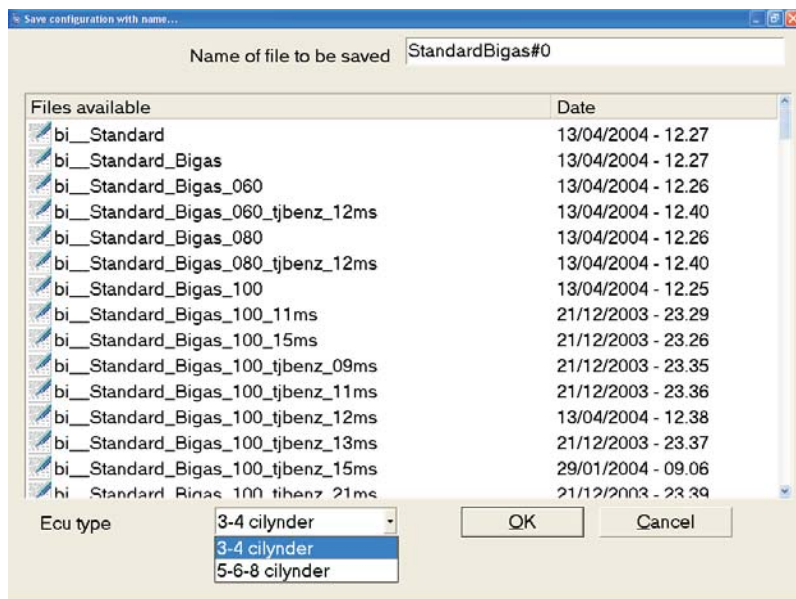 Save configuration with name...
Name of file to be saved StandardBigas#0
Files available Date
bi__Standard 13/04/2004 - 12.27
bi__Standard_Bigas 13/04/2004 - 12.27
bi__Standard_Bigas_060 13/04/2004 - 12.26
bi__Standard_Bigas_060_tjbenz_12ms 13/04/2004 - 12.40
bi__Standard_Bigas_080 13/04/2004 - 12.26
bi__Standard_Bigas_080_tjbenz_12ms 13/04/2004 - 12.40
bi__Standard_Bigas_100 13/04/2004 - 12.25
bi__Standard_Bigas_100_11ms 21/12/2003 - 23.29
bi__Standard_Bigas_100_15ms 21/12/2003 - 23.26
bi__Standard_Bigas_100_tjbenz_09ms 21/12/2003 - 23.35
bi__Standard_Bigas_100_tjbenz_11ms 21/12/2003 - 23.36
bi__Standard_Bigas_100_tjbenz_12ms 13/04/2004 - 12.38
bi__Standard_Bigas_100_tjbenz_13ms 21/12/2003 - 23.37
bi__Standard_Bigas_100_tjbenz_15ms 29/01/2004 - 09.06
bi__Standard_Bigas_100_tjbenz_21ms 21/12/2003 - 23.39
Ecu type 3-4 cilynder OK Cancel
3-4 cilynder
5-6-8 cilynder